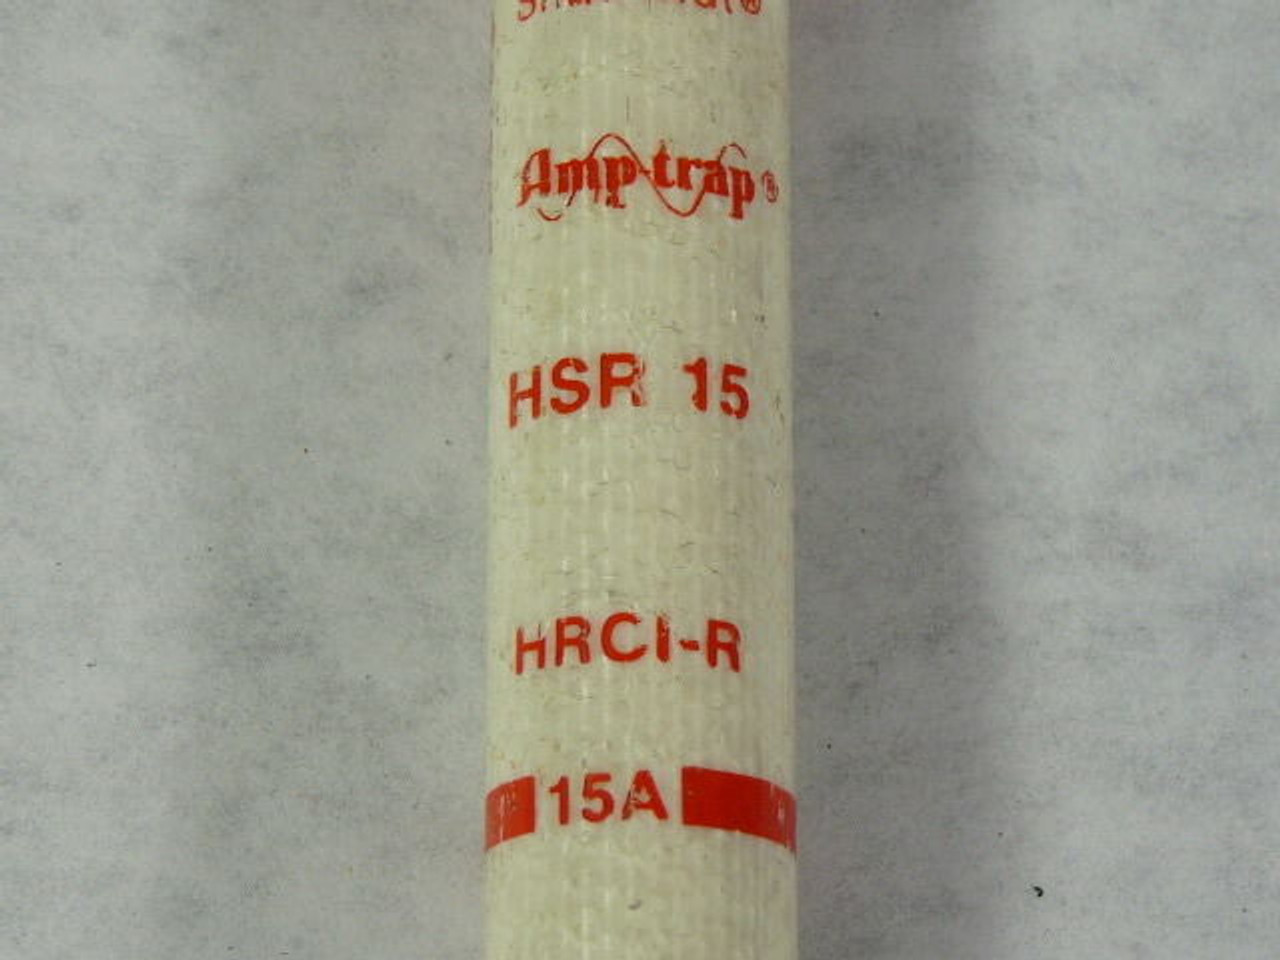 Amp-trap®
HSR 15
HRCI-R
15A